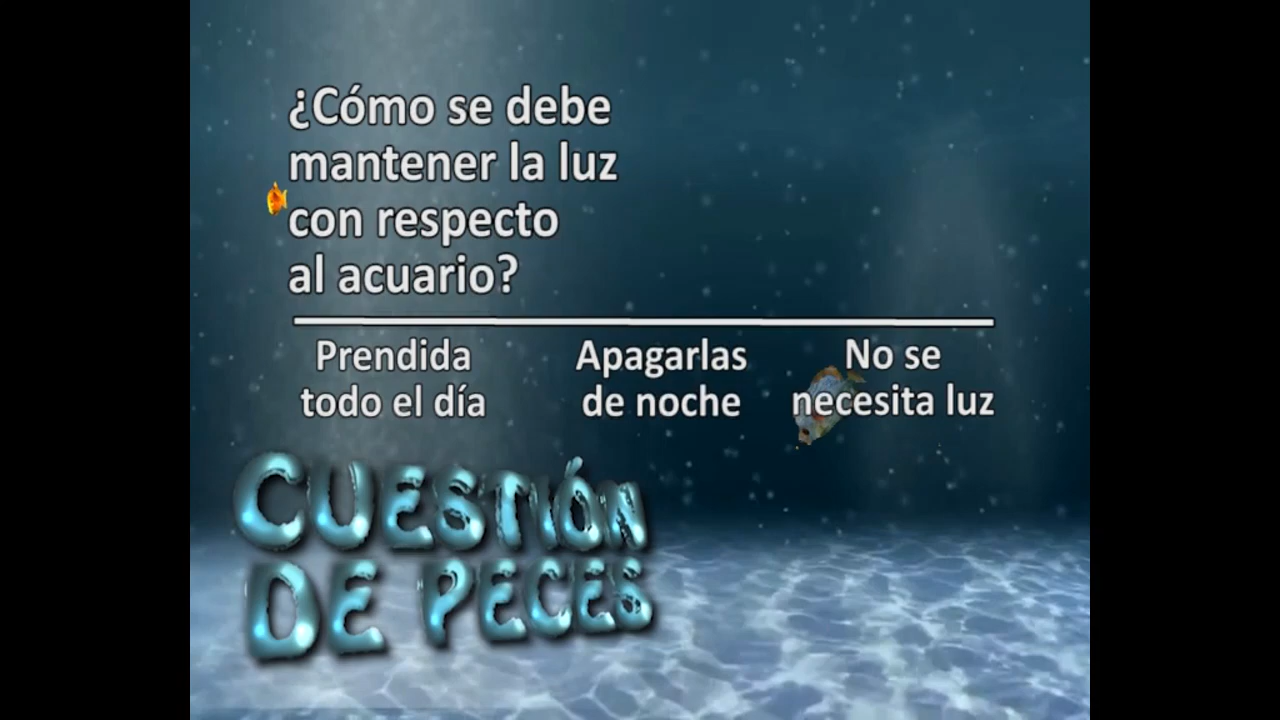 ¿Cómo se debe
mantener la luz
con respecto
al acuario?
Prendida
todo el día
Apagarlas
de noche
No se
necesita luz
CUESTIÓN
DE PECES